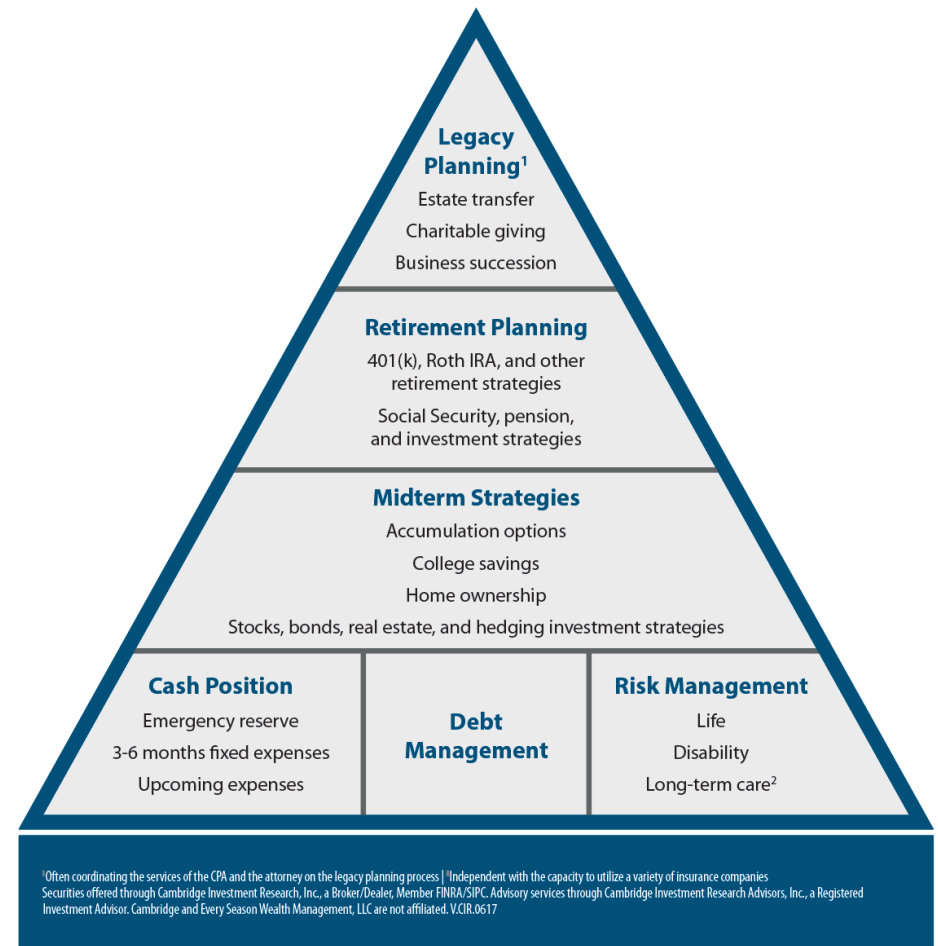 Legacy
Planning¹
Estate transfer
Charitable giving
Business succession
Retirement Planning
401(k), Roth IRA, and other
retirement strategies
Social Security, pension,
and investment strategies
Midterm Strategies
Accumulation options
College savings
Home ownership
Stocks, bonds, real estate, and hedging investment strategies
Cash Position
Emergency reserve
3-6 months fixed expenses
Upcoming expenses
Debt
Management
Risk Management
Life
Disability
Long-term care²
ᴵOften coordinating the services of the CPA and the attorney on the legacy planning process | ᴵᴵIndependent with the capacity to utilize a variety of insurance companies
Securities offered through Cambridge Investment Research, Inc., a Broker/Dealer, Member FINRA/SIPC. Advisory services through Cambridge Investment Research Advisors, Inc., a Registered
Investment Advisor. Cambridge and Every Season Wealth Management, LLC are not affiliated. V.CIR.0617